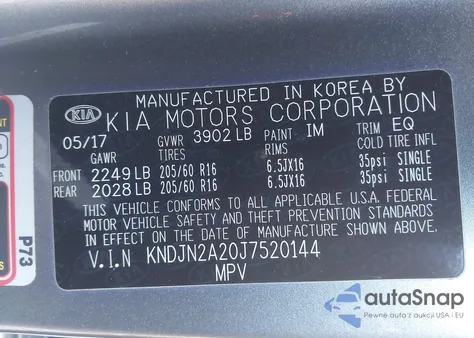 MANUFACTURED IN KOREA BY
KIA KIA MOTORS CORPORATION
05/17 GVWR 3902 LB PAINT IM TRIM EQ
GAWR TIRES RIMS COLD TIRE INFL
FRONT 2249 LB 205/60 R16 6.5JX16 35psi SINGLE
REAR 2028 LB 205/60 R16 6.5JX16 35psi SINGLE
THIS VEHICLE CONFORMS TO ALL APPLICABLE U.S.A. FEDERAL
MOTOR VEHICLE SAFETY AND THEFT PREVENTION STANDARDS
IN EFFECT ON THE DATE OF MANUFACTURE SHOWN ABOVE.
V.I.N KNDJN2A20J7520144
MPV
P73
autoSnap
Pewne auta z aukcji USA i EU